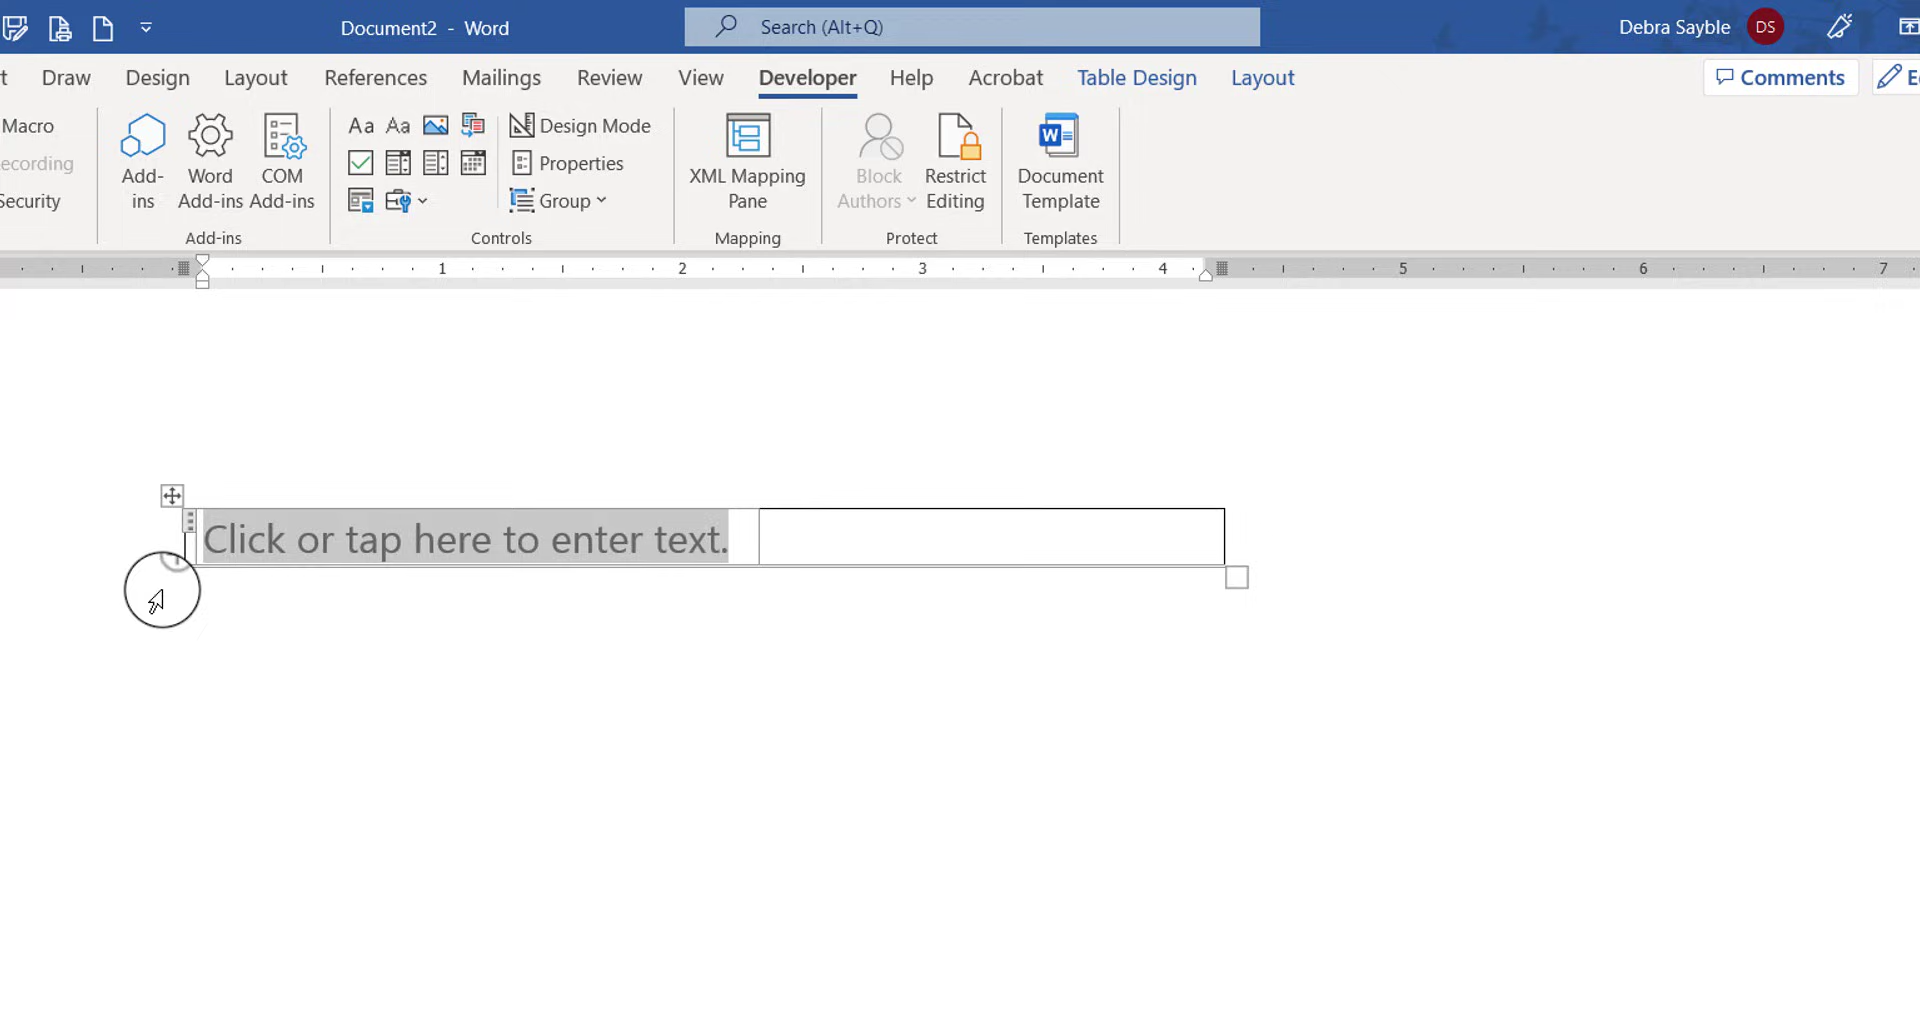 Document2 - Word
Search (Alt+Q)
Debra Sayble
DS
t Draw Design Layout References Mailings Review View Developer Help Acrobat Table Design Layout
Comments
Macro
ecording
Security
Add-
ins
Word
Add-ins
COM
Add-ins
Add-ins
Aa Aa
Design Mode
Properties
Group
Controls
XML Mapping
Pane
Mapping
Block
Authors
Restrict
Editing
Protect
W
Document
Template
Templates
1 2 3 4 5 6 7
Click or tap here to enter text.